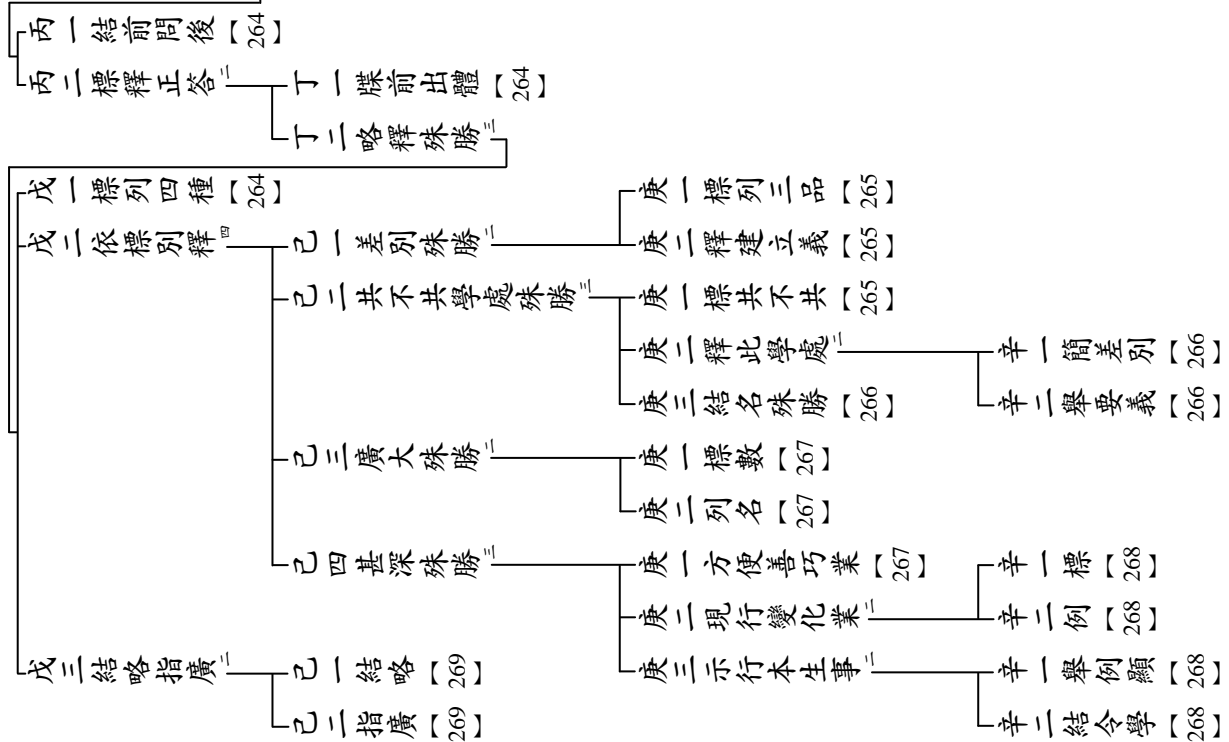 丙一結前問後【264】
丙二標釋正答二
丁一牒前出體【264】
丁二略釋殊勝三
戊一標列四種【264】
戊二依標別釋四
己一差別殊勝二
庚一標列三品【265】
庚二釋建立義【265】
己二共不共學處殊勝三
庚一標共不共【265】
庚二釋此學處二
辛一簡差別【266】
辛二舉要義【266】
庚三結名殊勝【266】
己三廣大殊勝二
庚一標數【267】
庚二列名【267】
己四甚深殊勝三
庚一方便善巧業【267】
庚二現行變化業二
辛一標【268】
辛二例【268】
庚三示行本生事二
辛一舉例顯【268】
辛二結令學【268】
戊三結略指廣二
己一結略【269】
己二指廣【269】